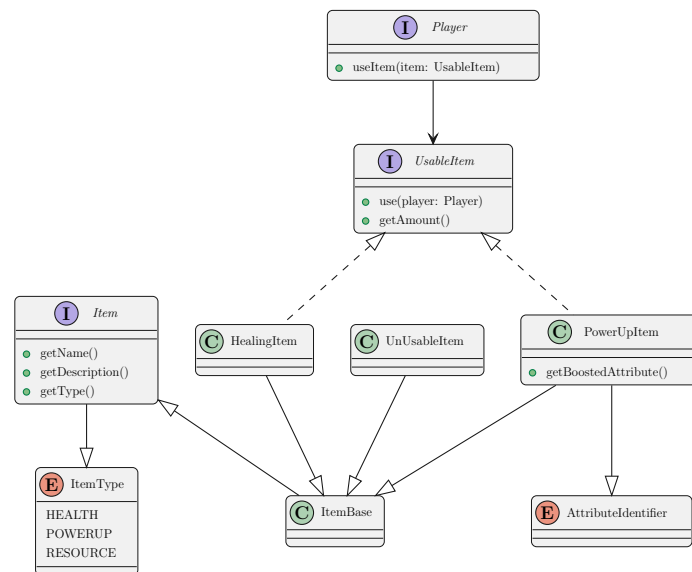 I Player
useItem(item: UsableItem)
I UsableItem
use(player: Player)
getAmount()
I Item
getName()
getDescription()
getType()
C HealingItem
C UnUsableItem
C PowerUpItem
getBoostedAttribute()
E ItemType
HEALTH
POWERUP
RESOURCE
C ItemBase
E AttributeIdentifier